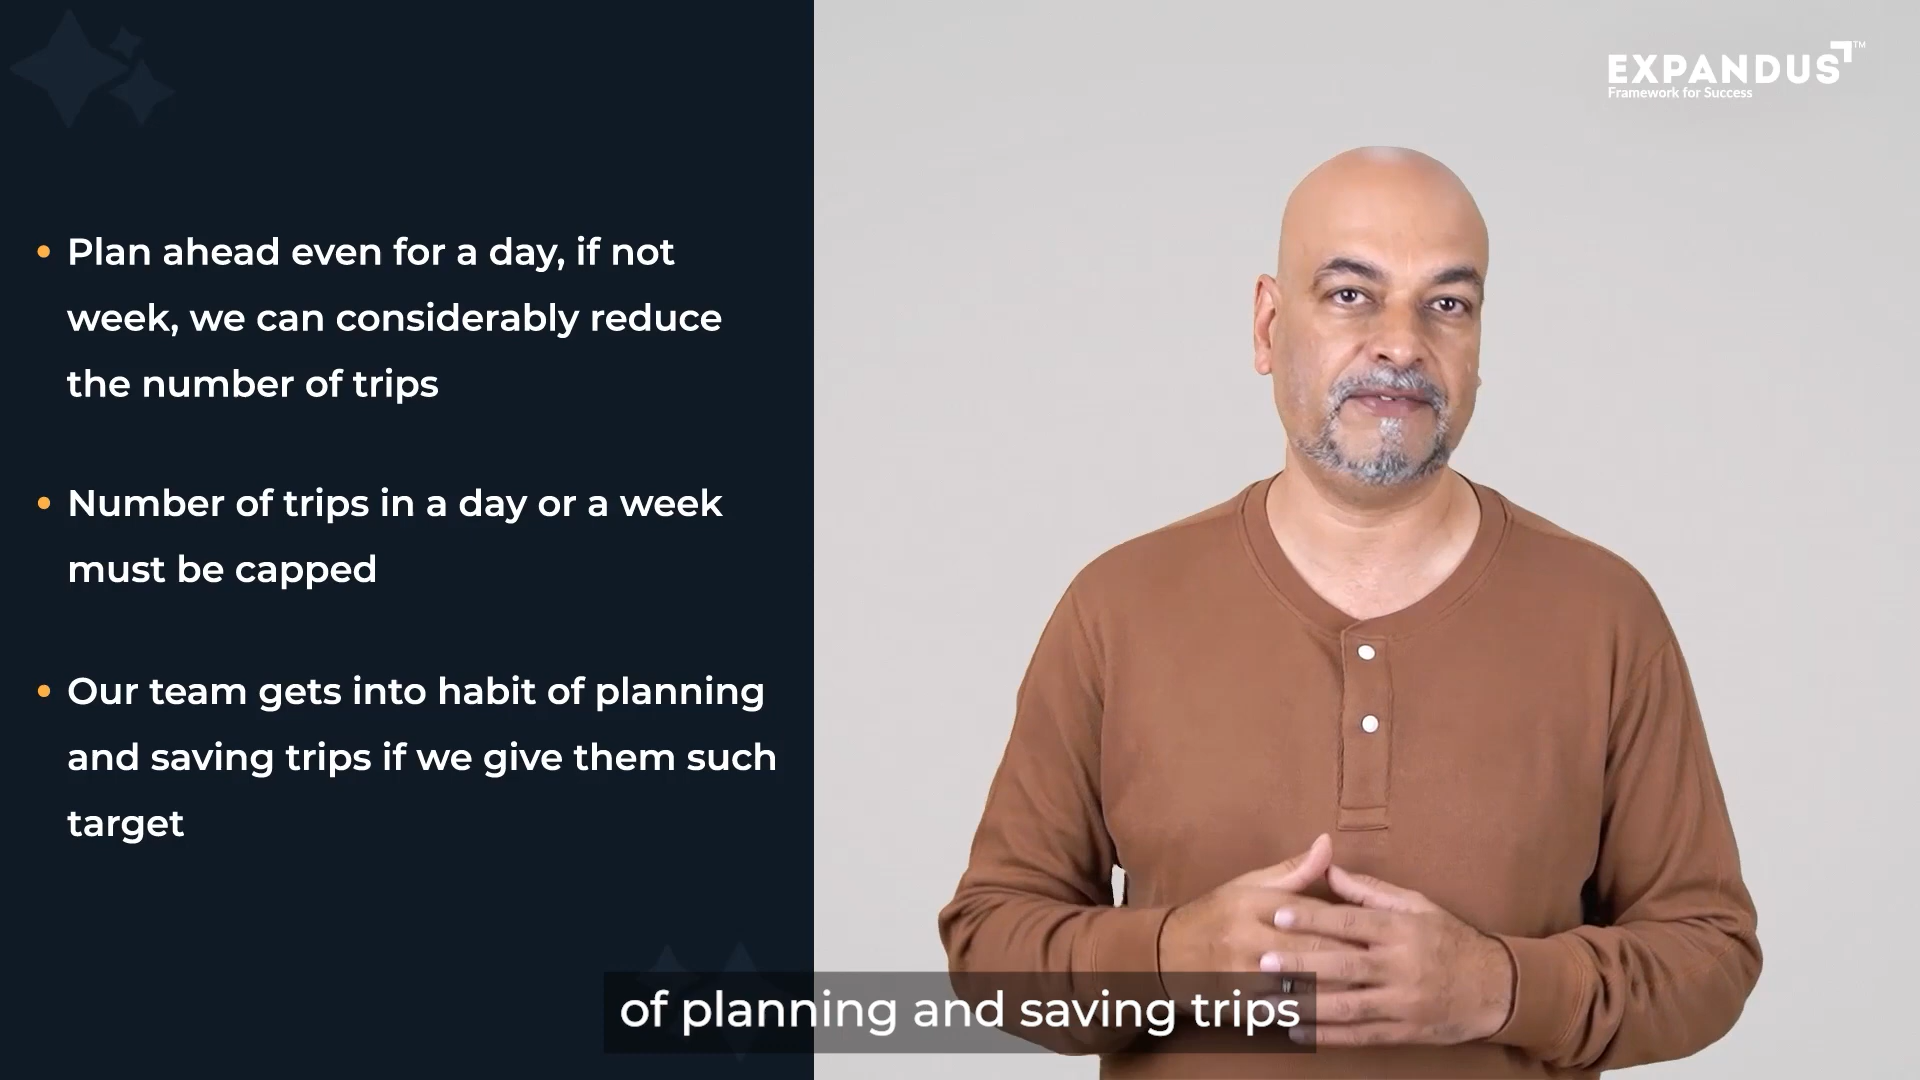 EXPANDUS™
Framework for Success
• Plan ahead even for a day, if not
week, we can considerably reduce
the number of trips
• Number of trips in a day or a week
must be capped
• Our team gets into habit of planning
and saving trips if we give them such
target
of planning and saving trips